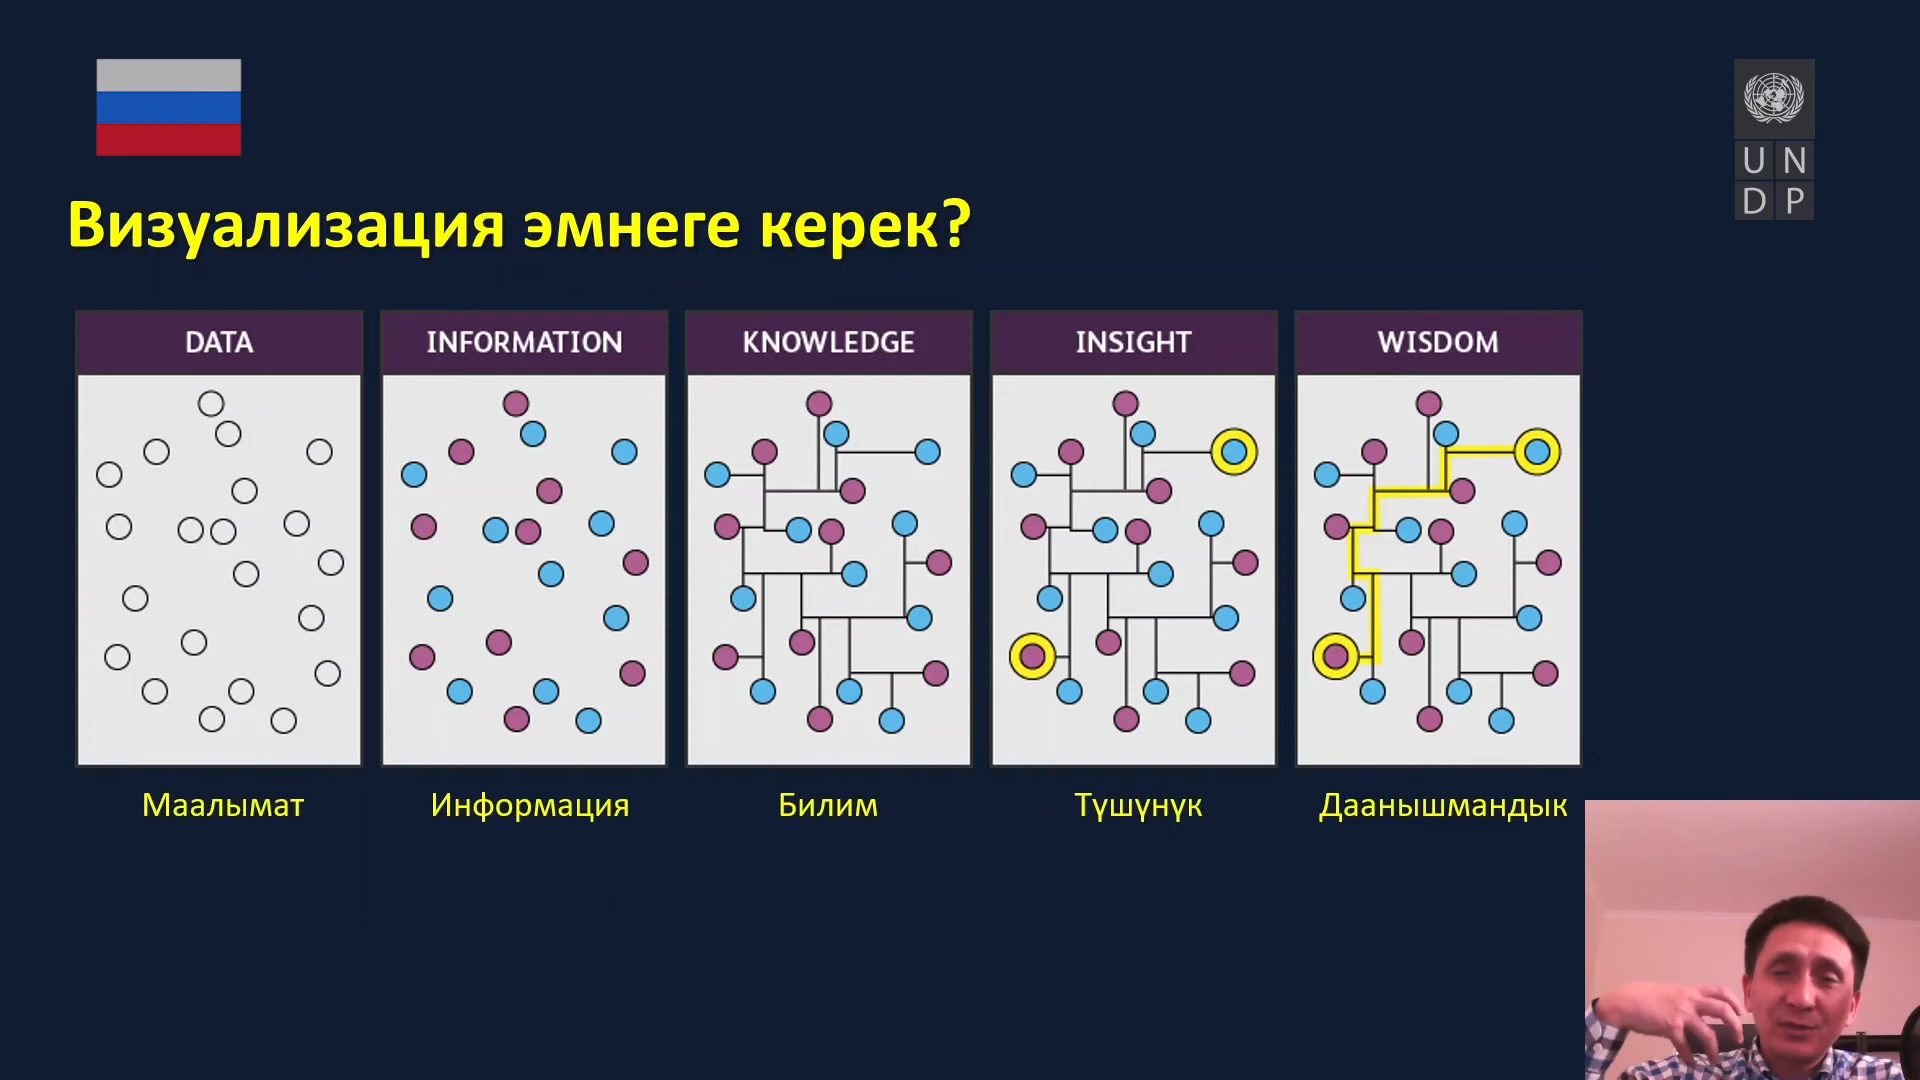 U N
D P
Визуализация эмнеге керек?
DATA
INFORMATION
KNOWLEDGE
INSIGHT
WISDOM
Маалымат
Информация
Билим
Түшүнүк
Даанышмандык